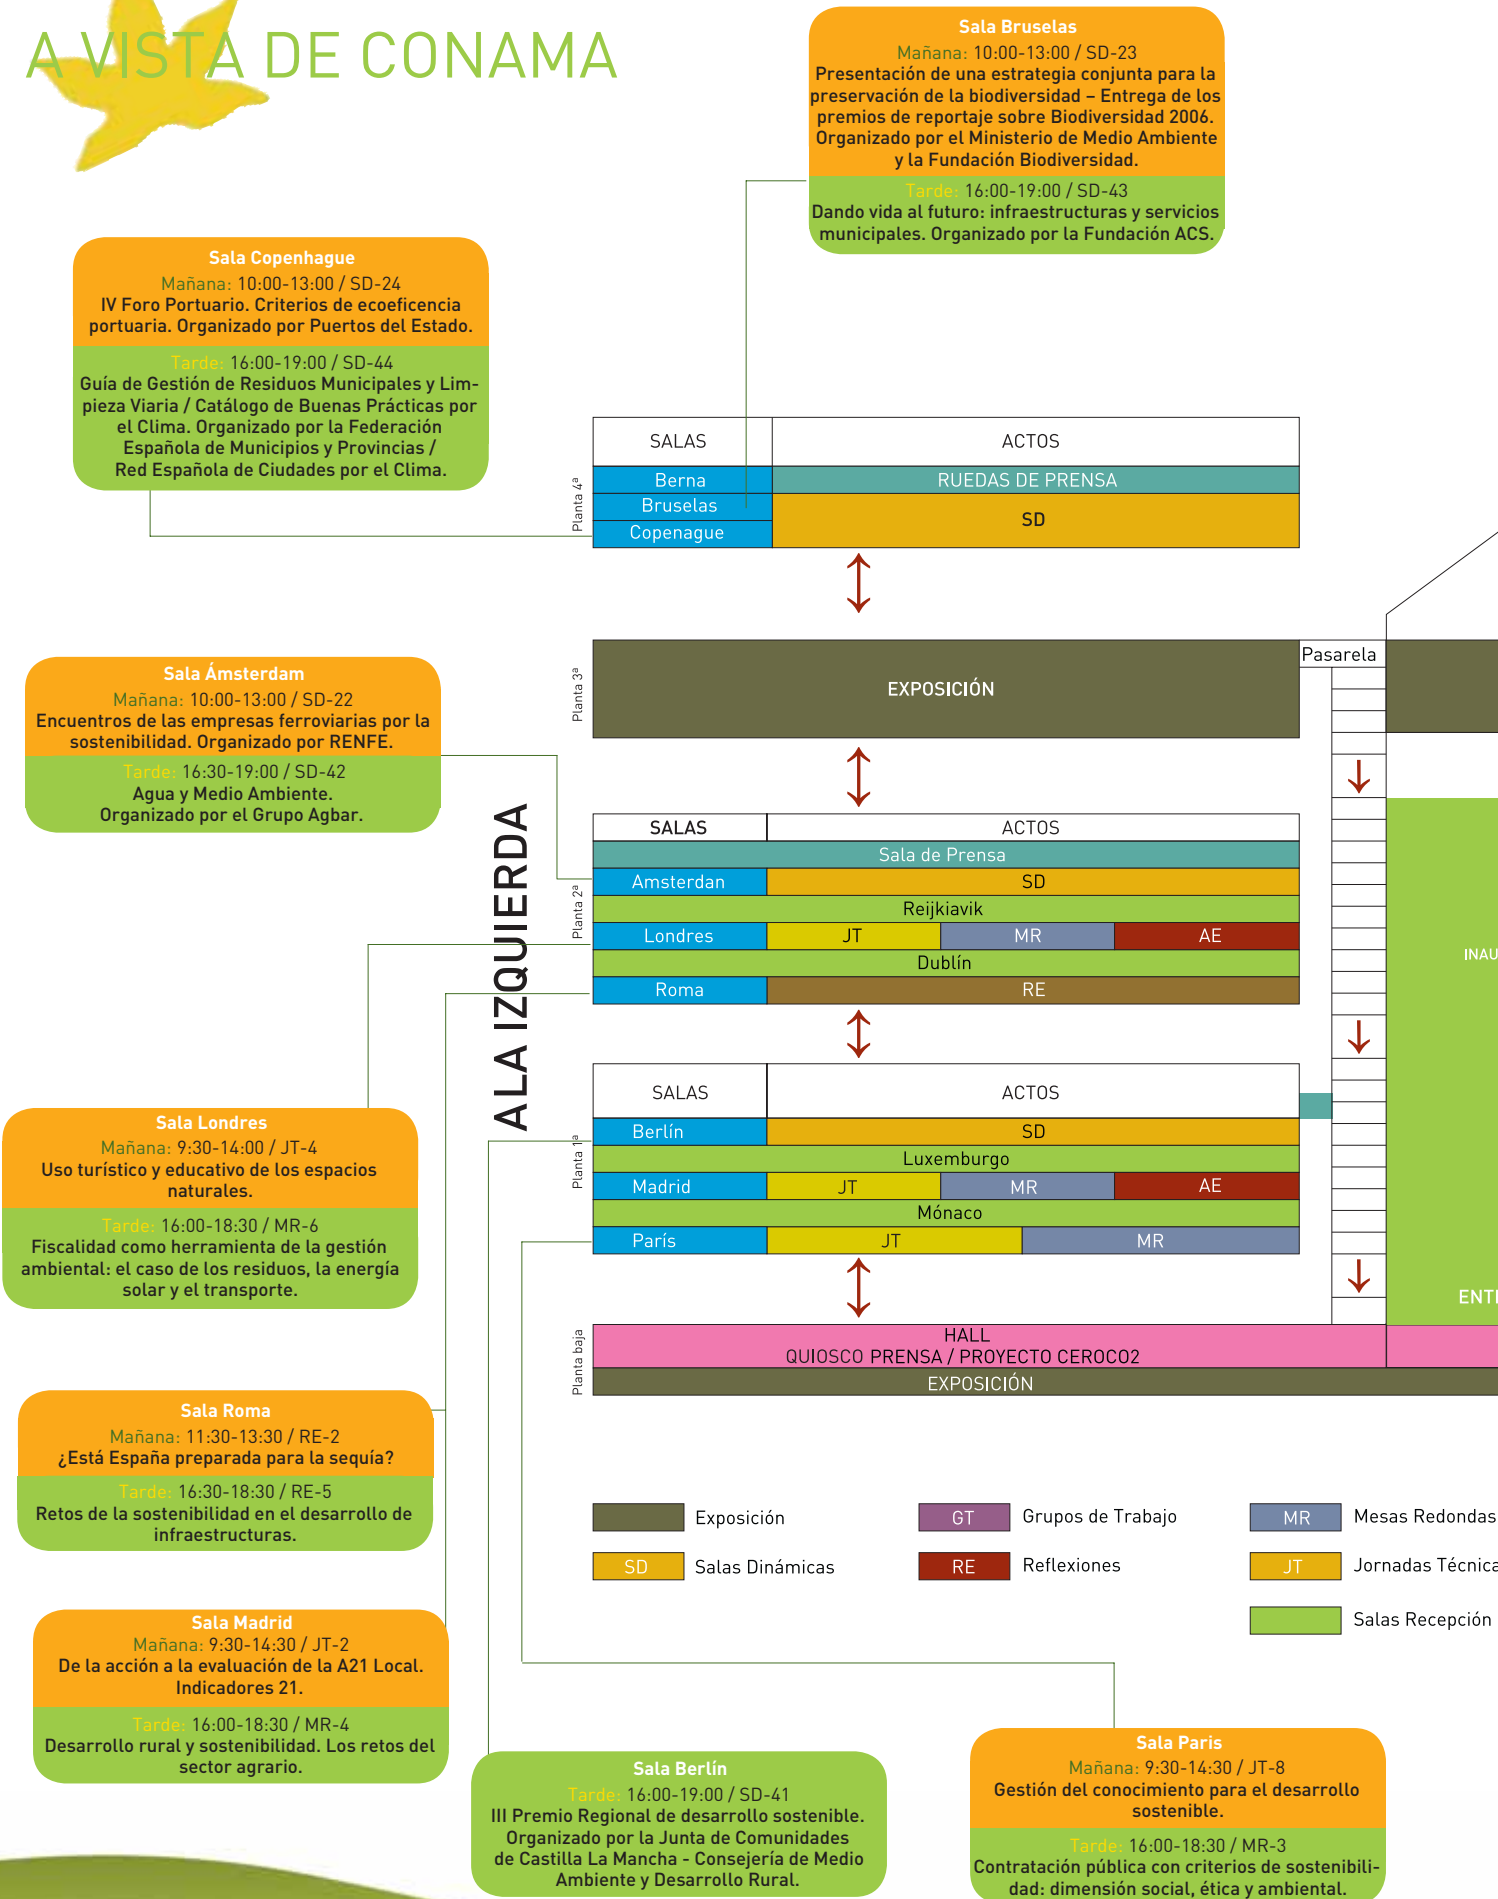 A VISTA DE CONAMA
Sala Bruselas
Mañana: 10:00-13:00 / SD-23
Presentación de una estrategia conjunta para la
preservación de la biodiversidad – Entrega de los
premios de reportaje sobre Biodiversidad 2006.
Organizado por el Ministerio de Medio Ambiente
y la Fundación Biodiversidad.
Tarde: 16:00-19:00 / SD-43
Dando vida al futuro: infraestructuras y servicios
municipales. Organizado por la Fundación ACS.
Sala Copenhague
Mañana: 10:00-13:00 / SD-24
IV Foro Portuario. Criterios de ecoeficencia
portuaria. Organizado por Puertos del Estado.
Tarde: 16:00-19:00 / SD-44
Guía de Gestión de Residuos Municipales y Lim-
pieza Viaria / Catálogo de Buenas Prácticas por
el Clima. Organizado por la Federación
Española de Municipios y Provincias /
Red Española de Ciudades por el Clima.
Planta 4ª
SALAS ACTOS
Berna RUEDAS DE PRENSA
Bruselas
SD
Copenague
Sala Ámsterdam
Mañana: 10:00-13:00 / SD-22
Encuentros de las empresas ferroviarias por la
sostenibilidad. Organizado por RENFE.
Tarde: 16:30-19:00 / SD-42
Agua y Medio Ambiente.
Organizado por el Grupo Agbar.
Planta 3ª
EXPOSICIÓN
Pasarela
ALA IZQUIERDA
Planta 2ª
SALAS ACTOS
Sala de Prensa
Amsterdan SD
Reijkiavik
Londres JT MR AE
Dublín
Roma RE
INAU
Planta 1ª
SALAS ACTOS
Berlín SD
Luxemburgo
Madrid JT MR AE
Mónaco
París JT MR
ENT
Sala Londres
Mañana: 9:30-14:00 / JT-4
Uso turístico y educativo de los espacios
naturales.
Tarde: 16:00-18:30 / MR-6
Fiscalidad como herramienta de la gestión
ambiental: el caso de los residuos, la energía
solar y el transporte.
Planta baja
HALL
QUIOSCO PRENSA / PROYECTO CEROCO2
EXPOSICIÓN
Sala Roma
Mañana: 11:30-13:30 / RE-2
¿Está España preparada para la sequía?
Tarde: 16:30-18:30 / RE-5
Retos de la sostenibilidad en el desarrollo de
infraestructuras.
Exposición GT Grupos de Trabajo MR Mesas Redondas
SD Salas Dinámicas RE Reflexiones JT Jornadas Técnica
Salas Recepción
Sala Madrid
Mañana: 9:30-14:30 / JT-2
De la acción a la evaluación de la A21 Local.
Indicadores 21.
Tarde: 16:00-18:30 / MR-4
Desarrollo rural y sostenibilidad. Los retos del
sector agrario.
Sala Berlín
Tarde: 16:00-19:00 / SD-41
III Premio Regional de desarrollo sostenible.
Organizado por la Junta de Comunidades
de Castilla La Mancha - Consejería de Medio
Ambiente y Desarrollo Rural.
Sala Paris
Mañana: 9:30-14:30 / JT-8
Gestión del conocimiento para el desarrollo
sostenible.
Tarde: 16:00-18:30 / MR-3
Contratación pública con criterios de sostenibili-
dad: dimensión social, ética y ambiental.